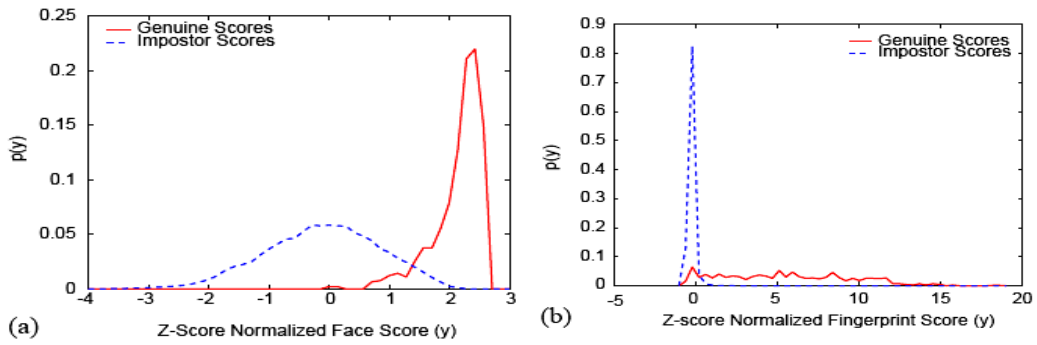 0.25
0.2
0.15
0.1
0.05
0
p(y)
Genuine Scores
Impostor Scores
-4 -3 -2 -1 0 1 2 3
Z-Score Normalized Face Score (y)
(a)
0.9
0.8
0.7
0.6
0.5
0.4
0.3
0.2
0.1
0
p(y)
Genuine Scores
Impostor Scores
-5 0 5 10 15 20
Z-score Normalized Fingerprint Score (y)
(b)